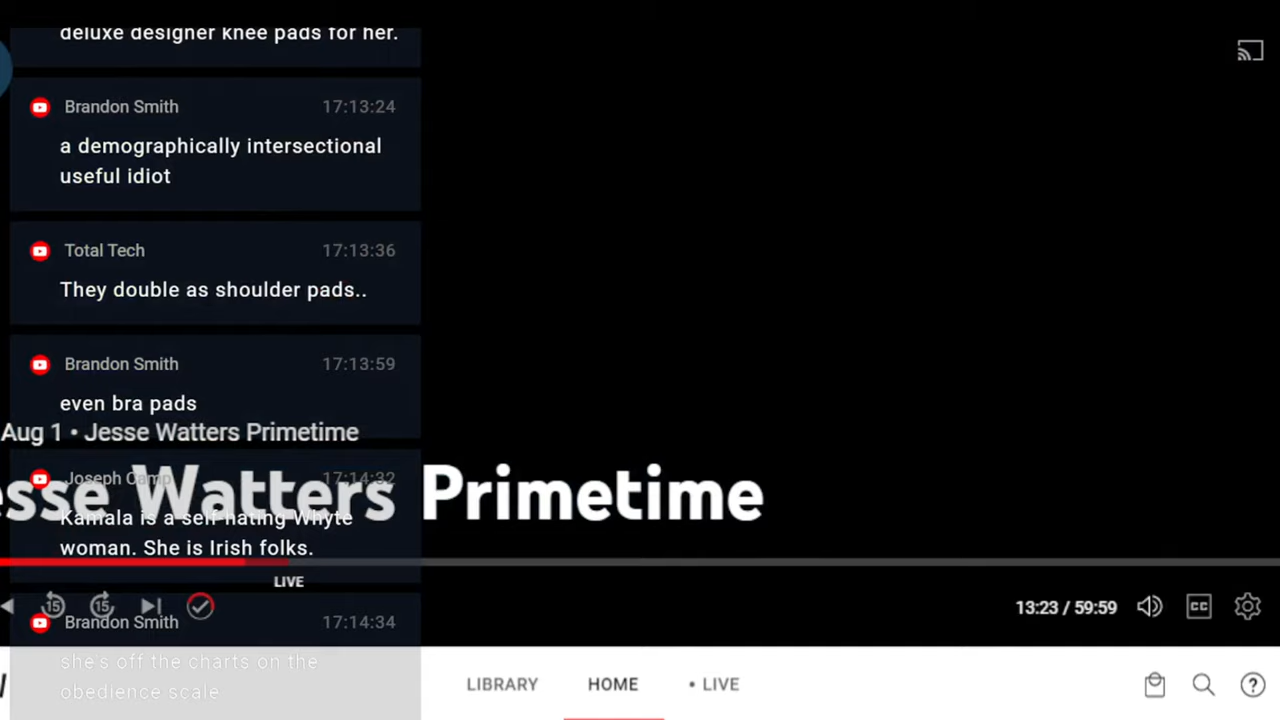 deluxe designer knee pads for her.
Brandon Smith 17:13:24
a demographically intersectional
useful idiot
Total Tech 17:13:36
They double as shoulder pads..
Brandon Smith 17:13:59
even bra pads
Aug 1 • Jesse Watters Primetime
Joseph Camp 17:14:32
esse Watters Primetime
Kamala is a self hating Whyte
woman. She is Irish folks.
LIVE
15 15
13:23 / 59:59
CC
Brandon Smith 17:14:34
she's off the charts on the
obedience scale
LIBRARY HOME • LIVE
?